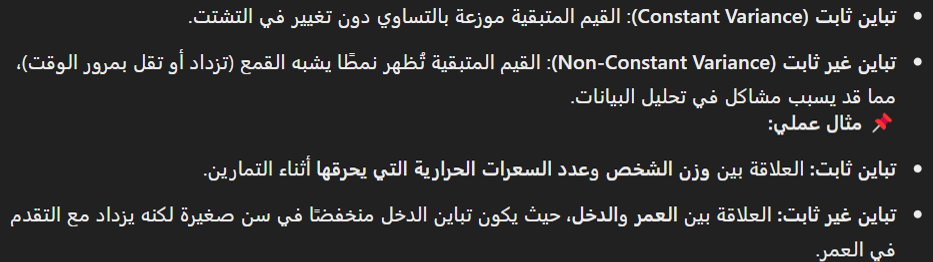 • تباين ثابت (Constant Variance): القيم المتبقية موزعة بالتساوي دون تغيير في التشتت.
• تباين غير ثابت (Non-Constant Variance): القيم المتبقية تُظهر نمطًا يشبه القمع (تزداد أو تقل بمرور الوقت)،
مما قد يسبب مشاكل في تحليل البيانات.
📌 مثال عملي:
• تباين ثابت: العلاقة بين وزن الشخص وعدد السعرات الحرارية التي يحرقها أثناء التمارين.
• تباين غير ثابت: العلاقة بين العمر والدخل، حيث يكون تباين الدخل منخفضًا في سن صغيرة لكنه يزداد مع التقدم
في العمر.